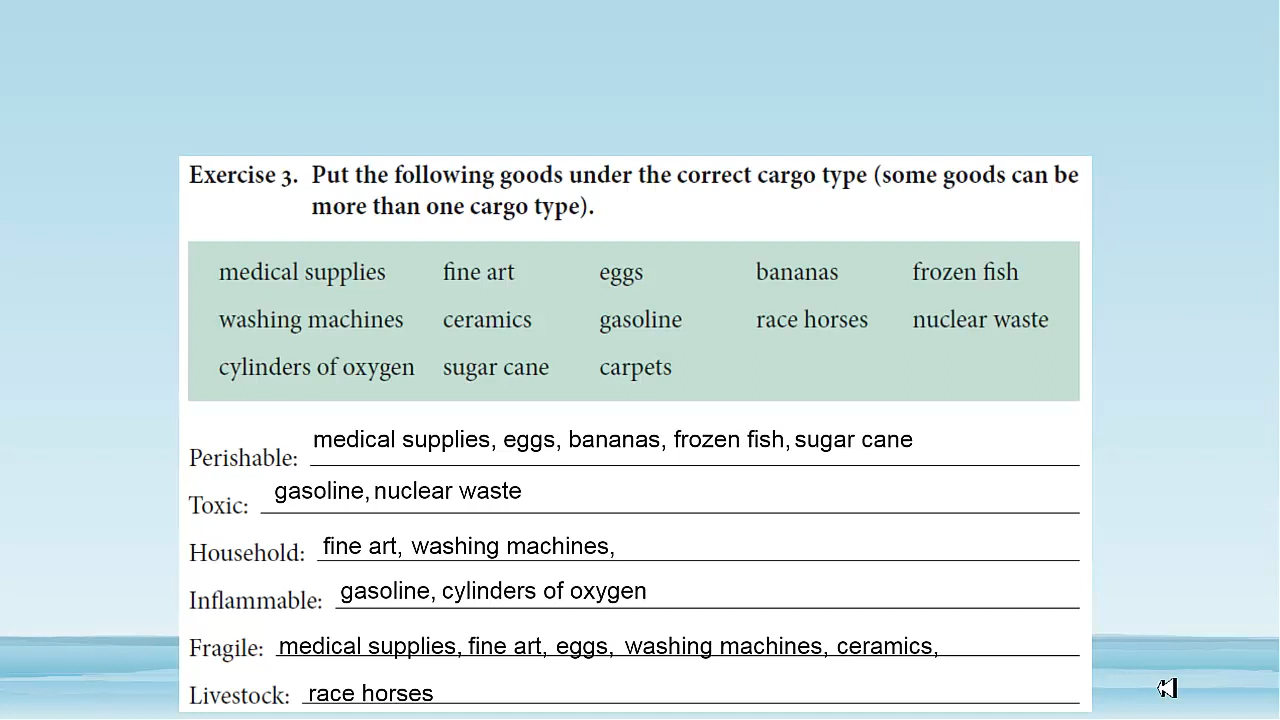 Exercise 3. Put the following goods under the correct cargo type (some goods can be
more than one cargo type).
medical supplies fine art eggs bananas frozen fish
washing machines ceramics gasoline race horses nuclear waste
cylinders of oxygen sugar cane carpets
Perishable: medical supplies, eggs, bananas, frozen fish, sugar cane
Toxic: gasoline, nuclear waste
Household: fine art, washing machines,
Inflammable: gasoline, cylinders of oxygen
Fragile: medical supplies, fine art, eggs, washing machines, ceramics,
Livestock: race horses